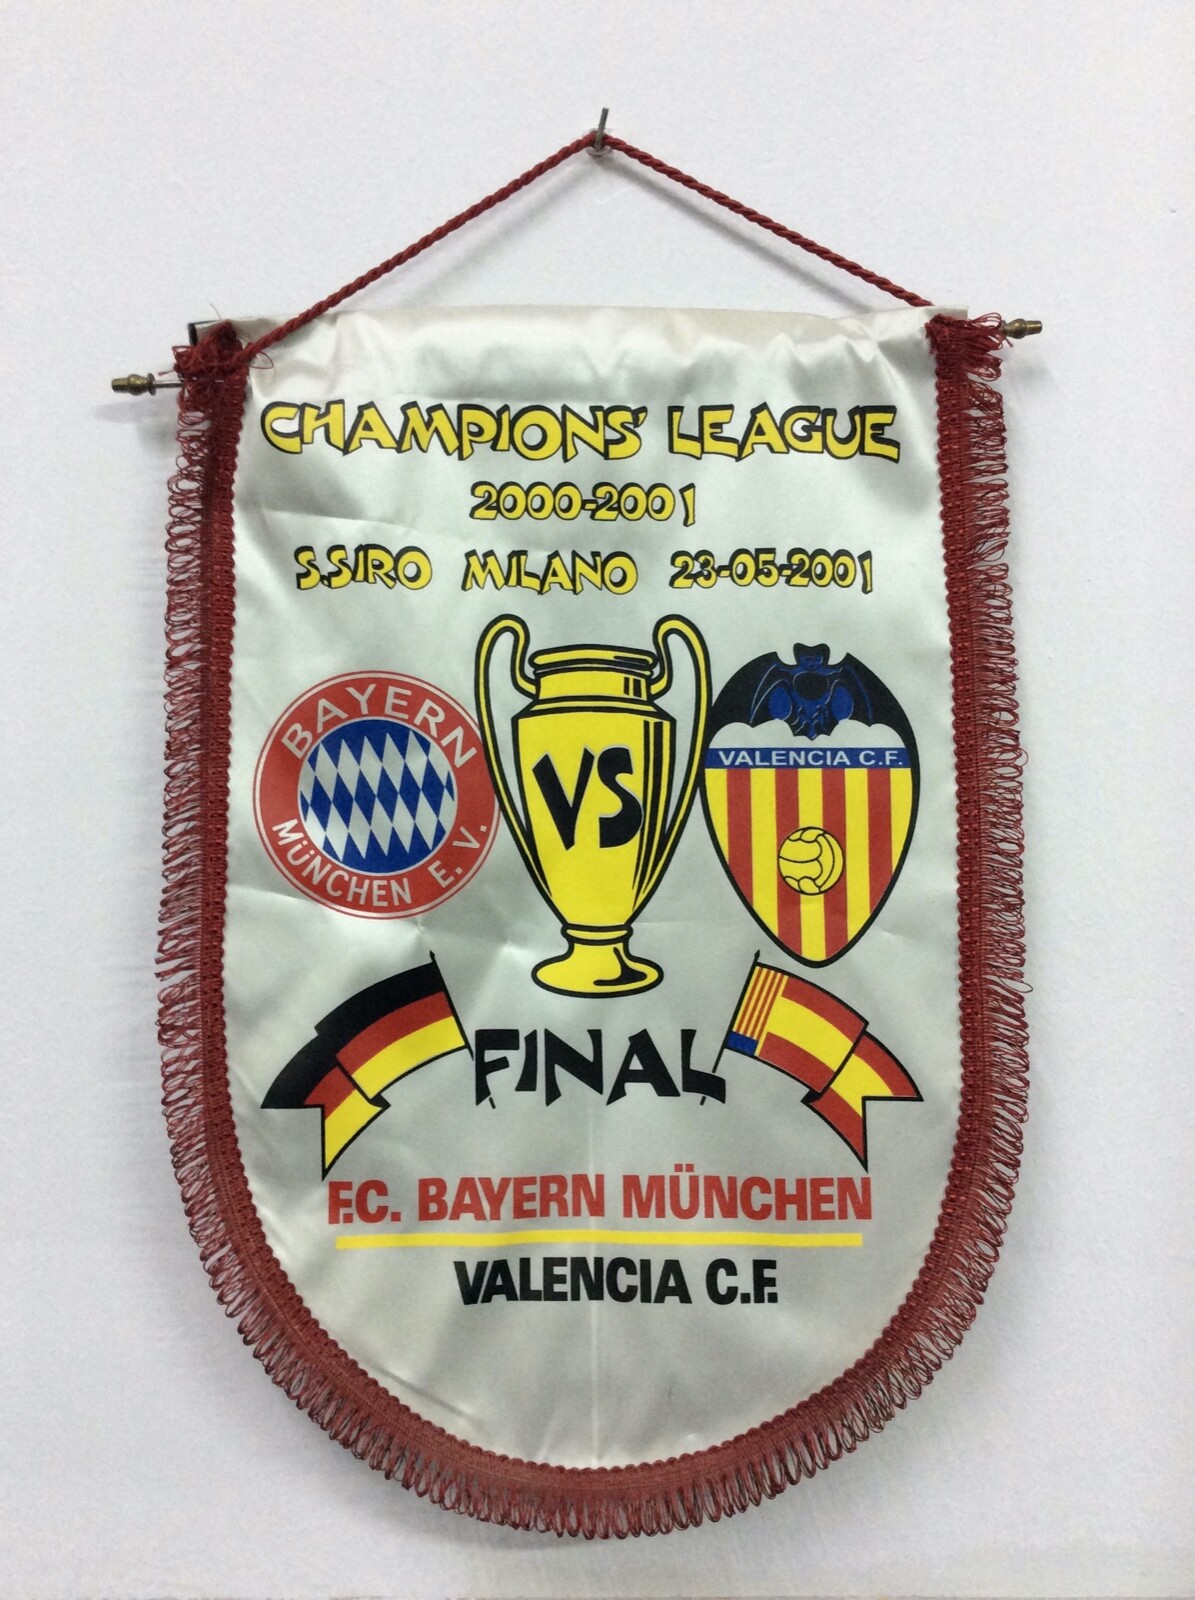 CHAMPIONS' LEAGUE
2000-2001
S.SIRO MILANO 23-05-2001
BAYERN
MÜNCHEN E.V.
VS
VALENCIA C.F.
FINAL
F.C. BAYERN MÜNCHEN
VALENCIA C.F.